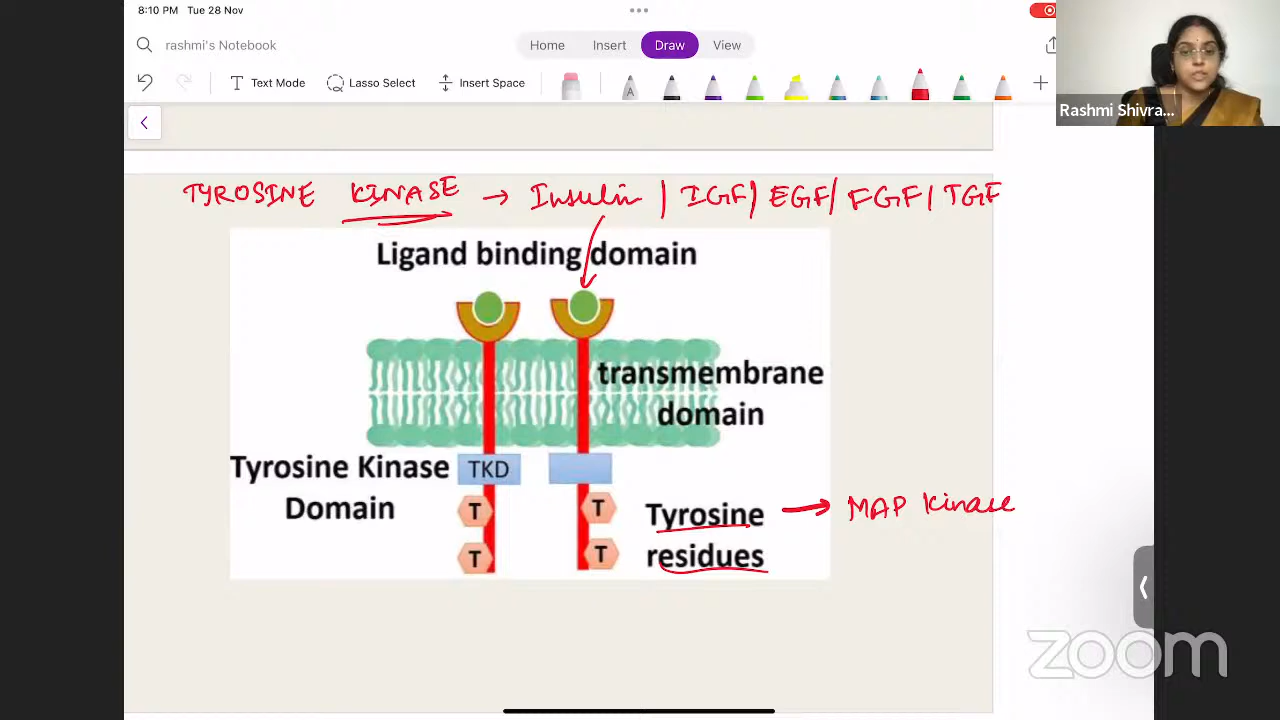 8:10 PM Tue 28 Nov
rashmi's Notebook
Home Insert Draw View
Text Mode Lasso Select Insert Space
A
Rashmi Shivra...
TYROSINE KINASE → Insulin | IGF | EGF / FGF / TGF
Ligand binding domain
transmembrane
domain
Tyrosine Kinase TKD
Domain
T T
T T
Tyrosine → MAP Kinase
residues
zoom